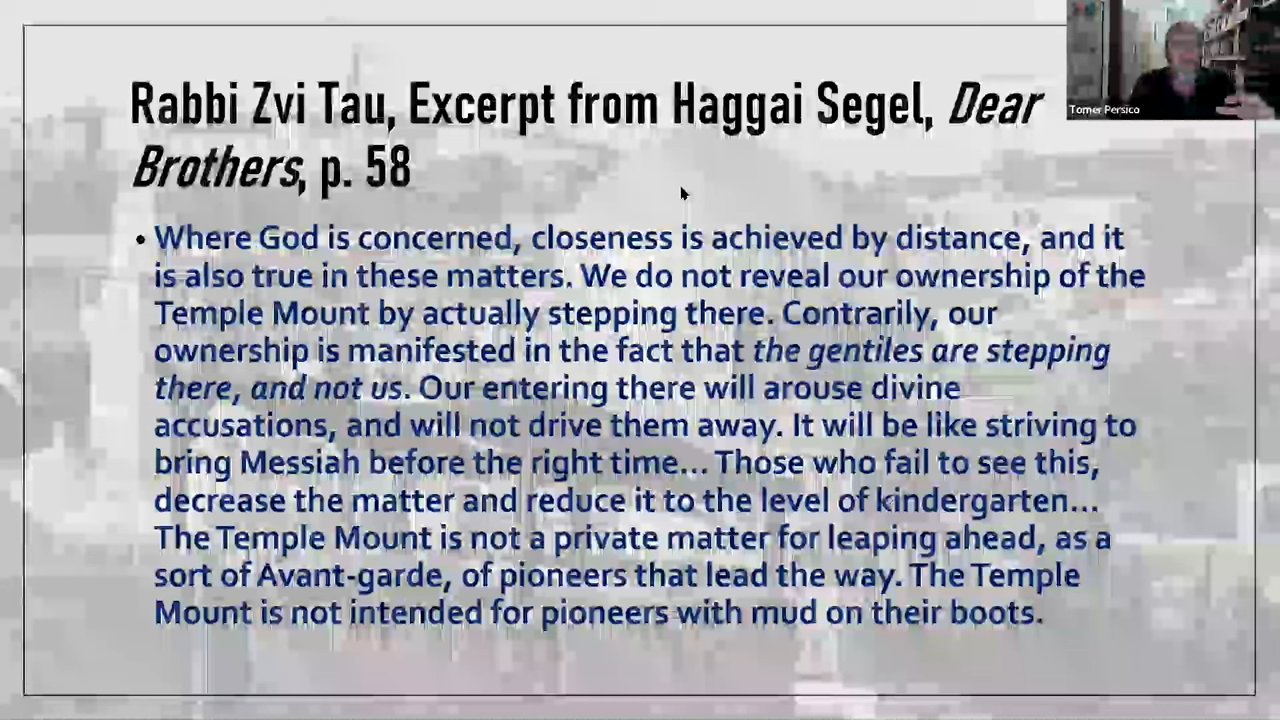 Rabbi Zvi Tau, Excerpt from Haggai Segel, Dear
Brothers, p. 58
Tomer Persico
• Where God is concerned, closeness is achieved by distance, and it
is also true in these matters. We do not reveal our ownership of the
Temple Mount by actually stepping there. Contrarily, our
ownership is manifested in the fact that the gentiles are stepping
there, and not us. Our entering there will arouse divine
accusations, and will not drive them away. It will be like striving to
bring Messiah before the right time... Those who fail to see this,
decrease the matter and reduce it to the level of kindergarten...
The Temple Mount is not a private matter for leaping ahead, as a
sort of Avant-garde, of pioneers that lead the way. The Temple
Mount is not intended for pioneers with mud on their boots.